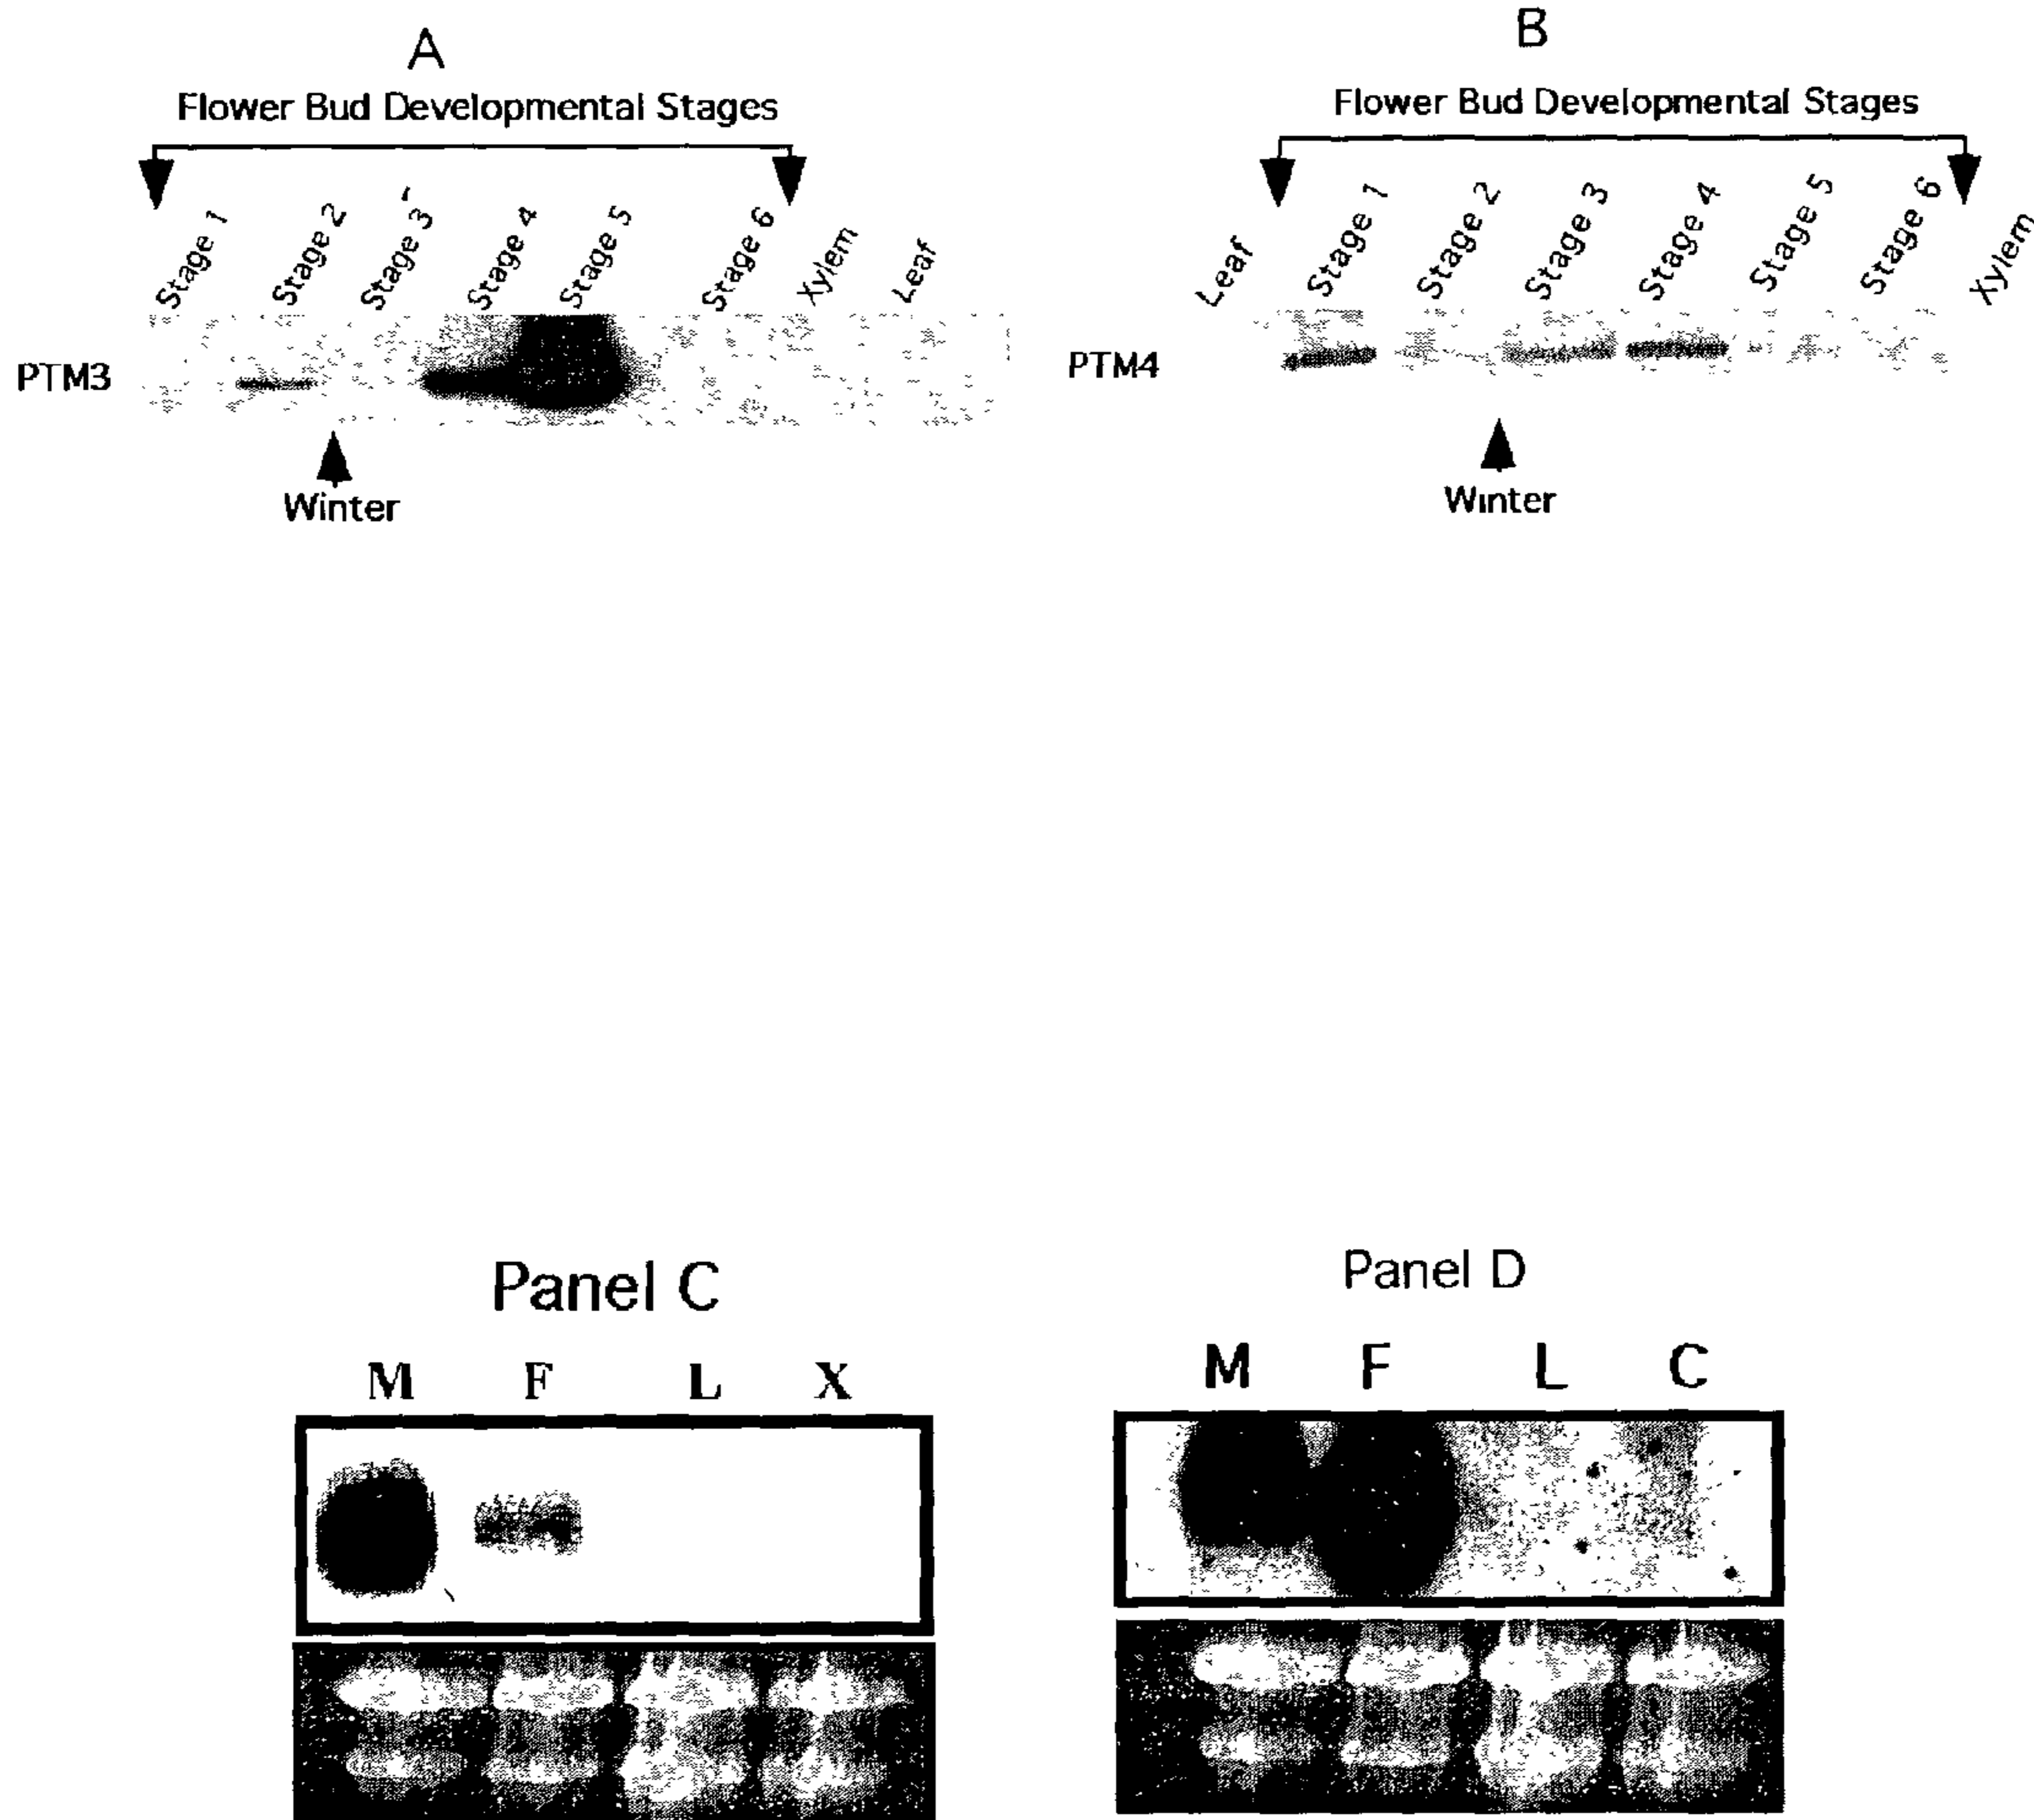 A
Flower Bud Developmental Stages
Stage 1 Stage 2 Stage 3 Stage 4 Stage 5 Stage 6 Xylem Leaf
PTM3
Winter
B
Flower Bud Developmental Stages
Leaf Stage 1 Stage 2 Stage 3 Stage 4 Stage 5 Stage 6 Xylem
PTM4
Winter
Panel C
M F L X
Panel D
M F L C